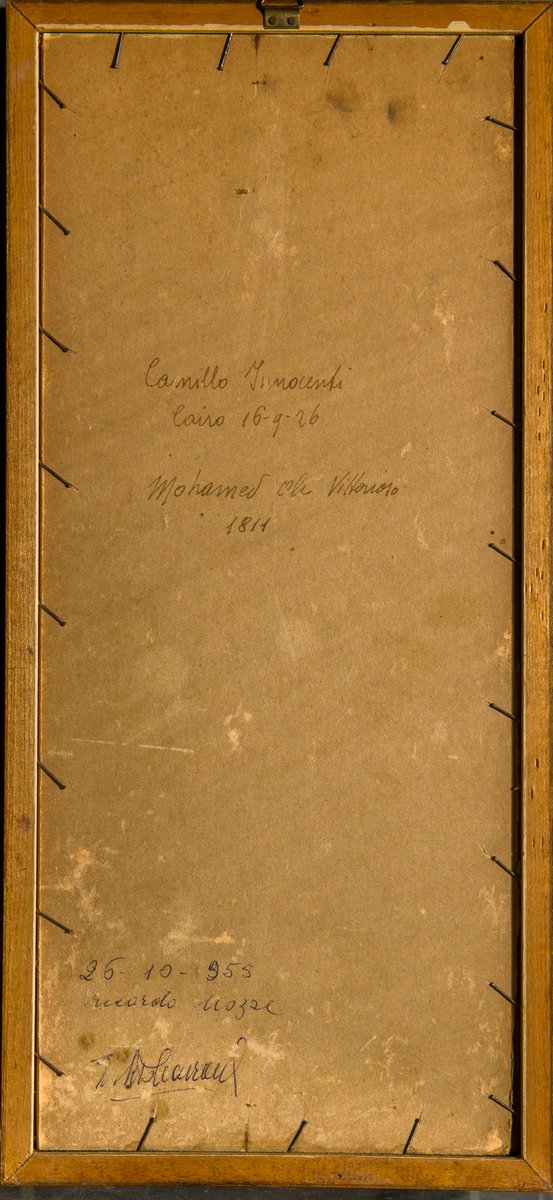 Camillo Innocenti
Cairo 16-9-26
Mohamed Ali Vittorioso
1811
26-10-955
ricordo Nozze